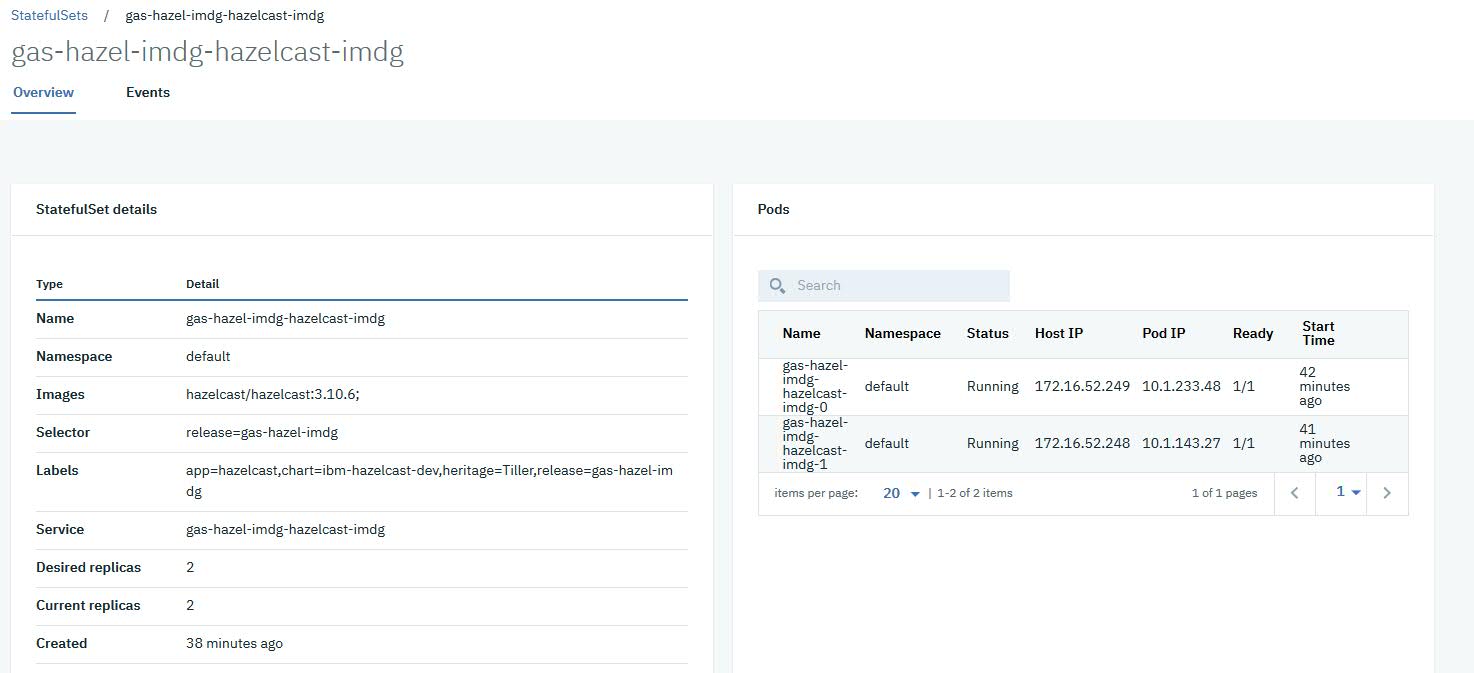 StatefulSets / gas-hazel-imdg-hazelcast-imdg
gas-hazel-imdg-hazelcast-imdg
Overview Events
StatefulSet details
Type Detail
Name gas-hazel-imdg-hazelcast-imdg
Namespace default
Images hazelcast/hazelcast:3.10.6;
Selector release=gas-hazel-imdg
Labels app=hazelcast,chart=ibm-hazelcast-dev,heritage=Tiller,release=gas-hazel-im
dg
Service gas-hazel-imdg-hazelcast-imdg
Desired replicas 2
Current replicas 2
Created 38 minutes ago
Pods
Search
Name Namespace Status Host IP Pod IP Ready Start
Time
gas-hazel-
imdg-
hazelcast-
imdg-0
default Running 172.16.52.249 10.1.233.48 1/1
42
minutes
ago
gas-hazel-
imdg-
hazelcast-
imdg-1
default Running 172.16.52.248 10.1.143.27 1/1
41
minutes
ago
items per page: 20 | 1-2 of 2 items 1 of 1 pages 1